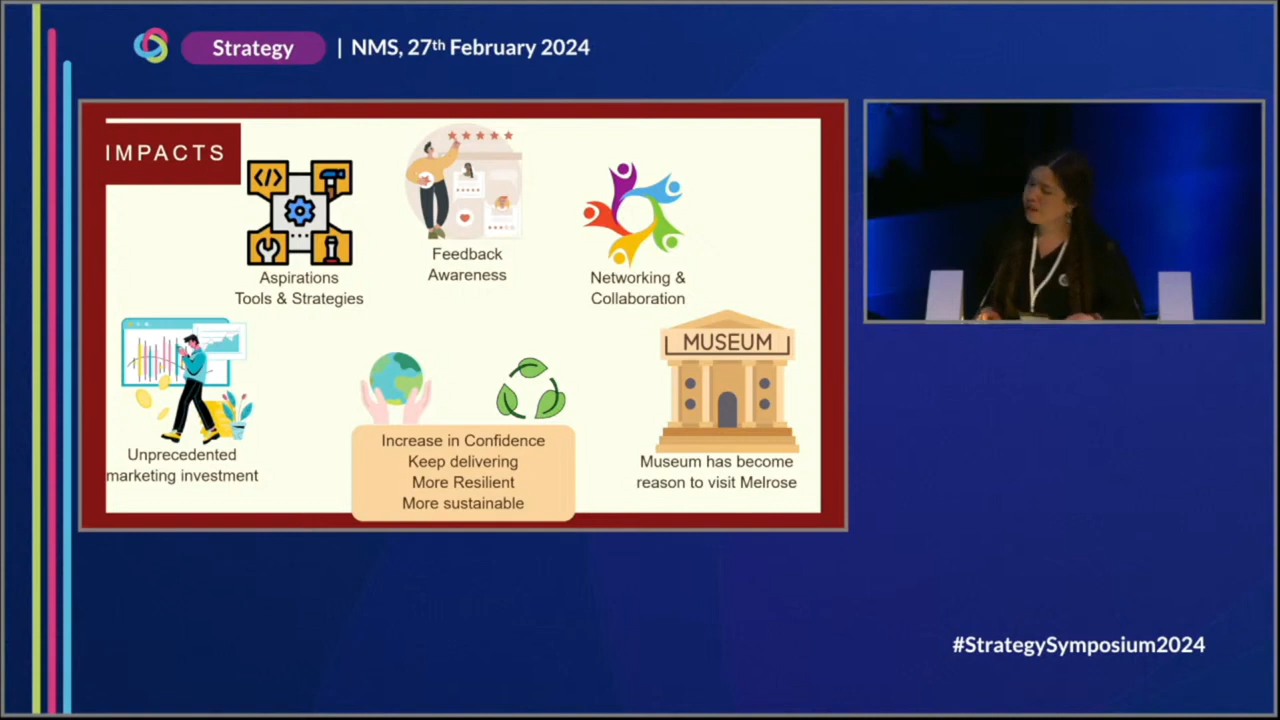 Strategy
| NMS, 27th February 2024
IMPACTS
Aspirations
Tools & Strategies
Feedback
Awareness
Networking &
Collaboration
Unprecedented
marketing investment
Increase in Confidence
Keep delivering
More Resilient
More sustainable
MUSEUM
Museum has become
reason to visit Melrose
#StrategySymposium2024